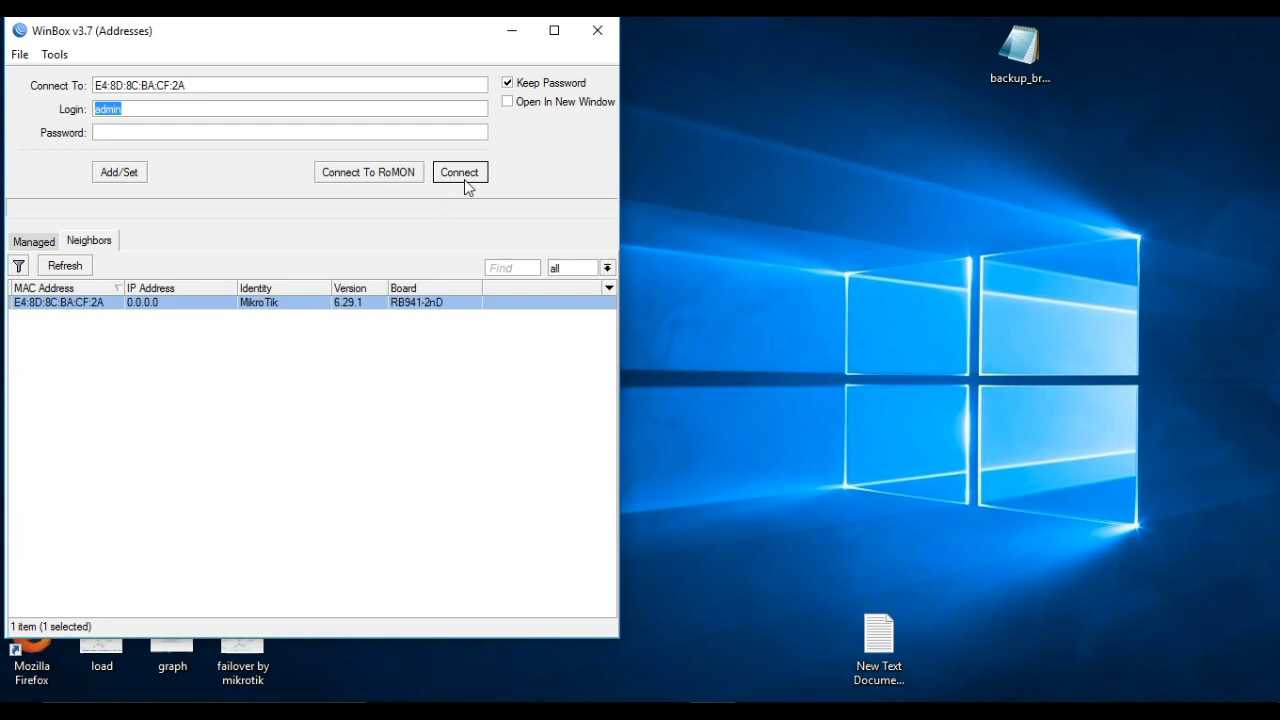 WinBox v3.7 (Addresses)
File Tools
Connect To: E4:8D:8C:BA:CF:2A
Keep Password
Login: admin
Open In New Window
Password:
Add/Set Connect To RoMON Connect
Managed Neighbors
Refresh Find all
MAC Address IP Address Identity Version Board
E4:8D:8C:BA:CF:2A 0.0.0.0 MikroTik 6.29.1 RB941-2nD
1 item (1 selected)
backup_br...
Mozilla
Firefox
load
graph
failover by
mikrotik
New Text
Docume...